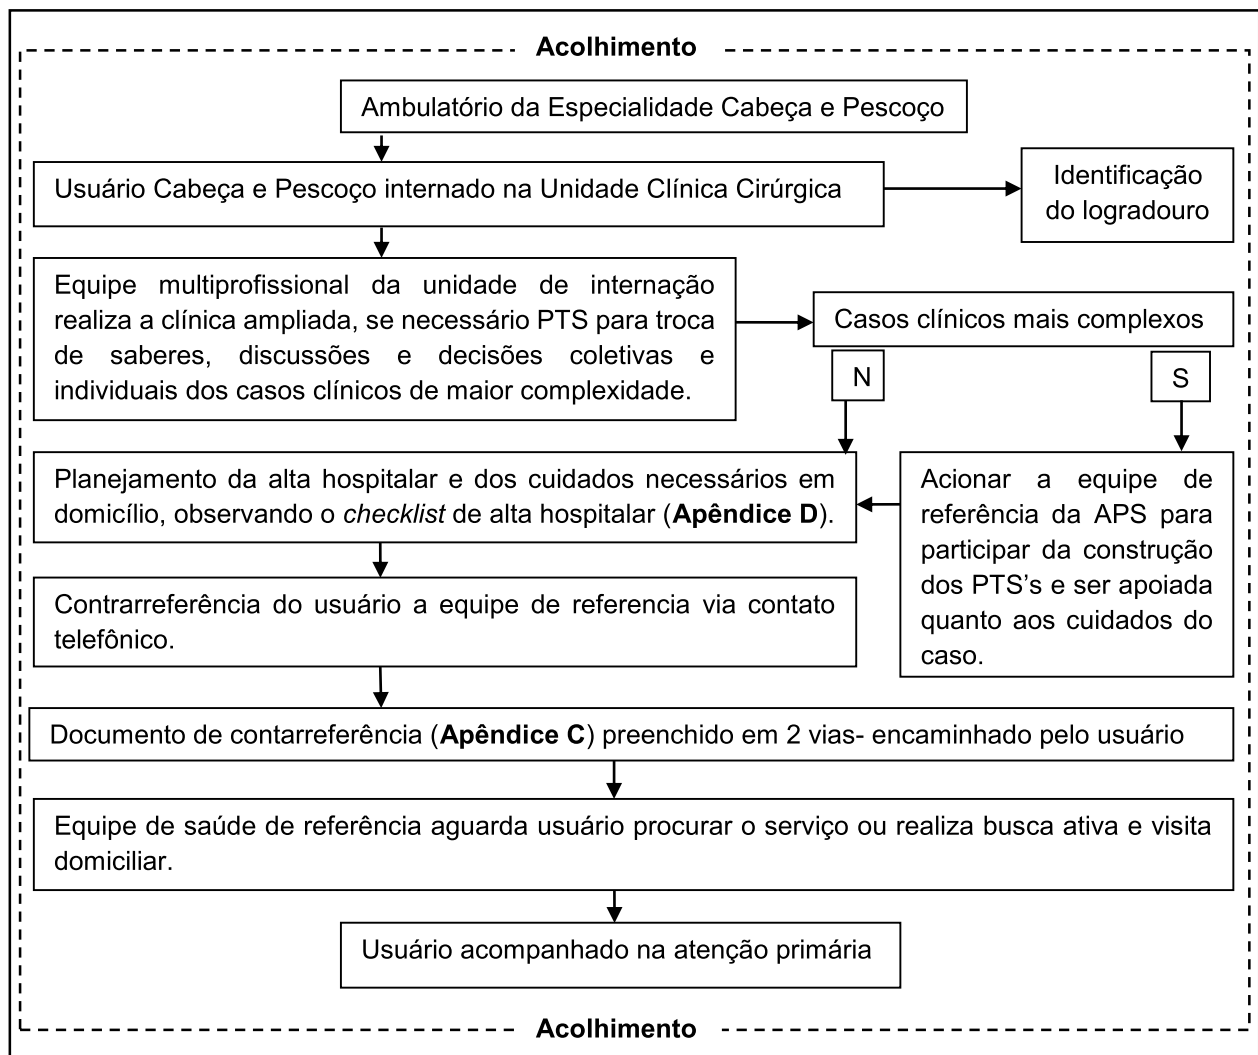 Acolhimento
Ambulatório da Especialidade Cabeça e Pescoço
Usuário Cabeça e Pescoço internado na Unidade Clínica Cirúrgica
Identificação
do logradouro
Equipe multiprofissional da unidade de internação
realiza a clínica ampliada, se necessário PTS para troca
de saberes, discussões e decisões coletivas e
individuais dos casos clínicos de maior complexidade.
Casos clínicos mais complexos
N
S
Planejamento da alta hospitalar e dos cuidados necessários em
domicílio, observando o checklist de alta hospitalar (Apêndice D).
Acionar a equipe de
referência da APS para
participar da construção
dos PTS’s e ser apoiada
quanto aos cuidados do
caso.
Contrarreferência do usuário a equipe de referencia via contato
telefônico.
Documento de contarreferência (Apêndice C) preenchido em 2 vias- encaminhado pelo usuário
Equipe de saúde de referência aguarda usuário procurar o serviço ou realiza busca ativa e visita
domiciliar.
Usuário acompanhado na atenção primária
Acolhimento